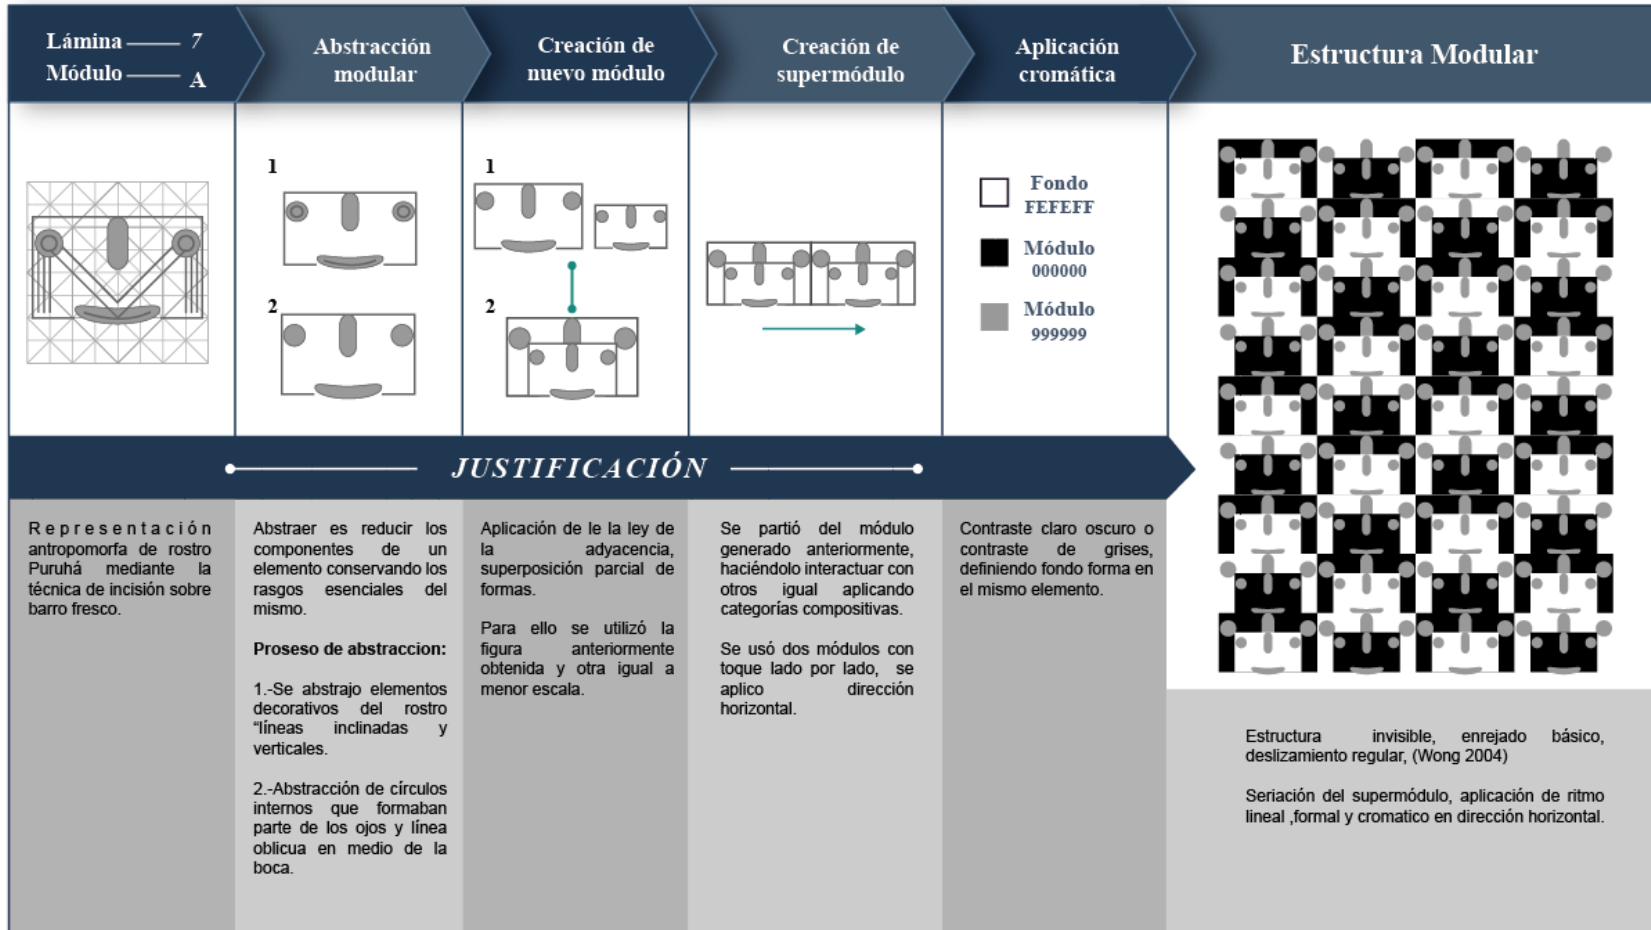 Lámina 7
Módulo A
Abstracción
modular
Creación de
nuevo módulo
Creación de
supermódulo
Aplicación
cromática
Estructura Modular
1
2
1
2
Fondo
FEFEFF
Módulo
000000
Módulo
999999
JUSTIFICACIÓN
Representación
antropomorfa de rostro
Puruhá mediante la
técnica de incisión sobre
barro fresco.
Abstraer es reducir los
componentes de un
elemento conservando los
rasgos esenciales del
mismo.
Proseso de abstraccion:
1.-Se abstrajo elementos
decorativos del rostro
“líneas inclinadas y
verticales.
2.-Abstracción de círculos
internos que formaban
parte de los ojos y línea
oblicua en medio de la
boca.
Aplicación de le la ley de
la adyacencia,
superposición parcial de
formas.
Para ello se utilizó la
figura anteriormente
obtenida y otra igual a
menor escala.
Se partió del módulo
generado anteriormente,
haciéndolo interactuar con
otros igual aplicando
categorías compositivas.
Se usó dos módulos con
toque lado por lado, se
aplico dirección
horizontal.
Contraste claro oscuro o
contraste de grises,
definiendo fondo forma en
el mismo elemento.
Estructura invisible, enrejado básico,
deslizamiento regular, (Wong 2004)
Seriación del supermódulo, aplicación de ritmo
lineal ,formal y cromatico en dirección horizontal.